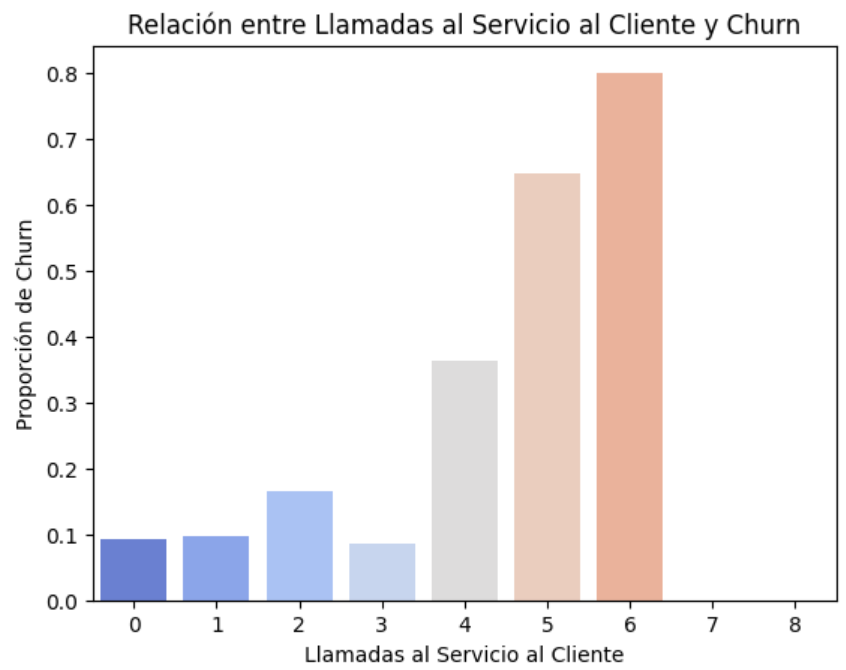 Relación entre Llamadas al Servicio al Cliente y Churn
Proporción de Churn
0.8
0.7
0.6
0.5
0.4
0.3
0.2
0.1
0.0
0 1 2 3 4 5 6 7 8
Llamadas al Servicio al Cliente